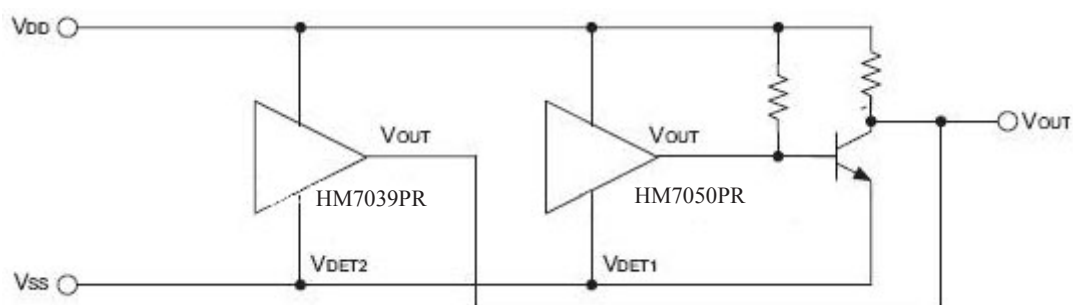 VDD
VOUT
VOUT
VOUT
HM7039PR
HM7050PR
VDET2
VDET1
VSS